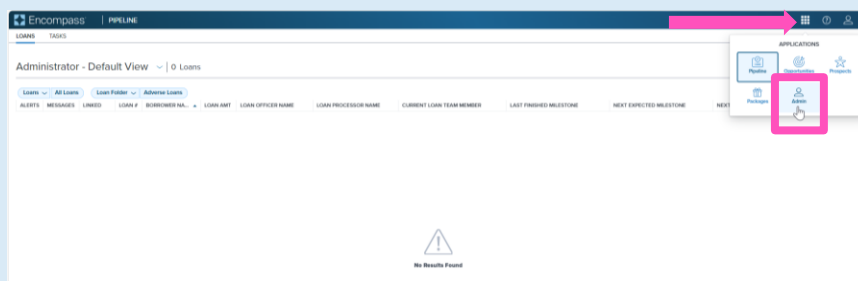 Encompass | PIPELINE
LOANS TASKS
APPLICATIONS
Pipeline Opportunities Prospects
Packages Admin
Administrator - Default View | 0 Loans
Loans All Loans Loan Folder Adverse Loans
ALERTS MESSAGES LINKED LOAN # BORROWER NA... LOAN AMT LOAN OFFICER NAME LOAN PROCESSOR NAME CURRENT LOAN TEAM MEMBER LAST FINISHED MILESTONE NEXT EXPECTED MILESTONE NEXT
No Results Found